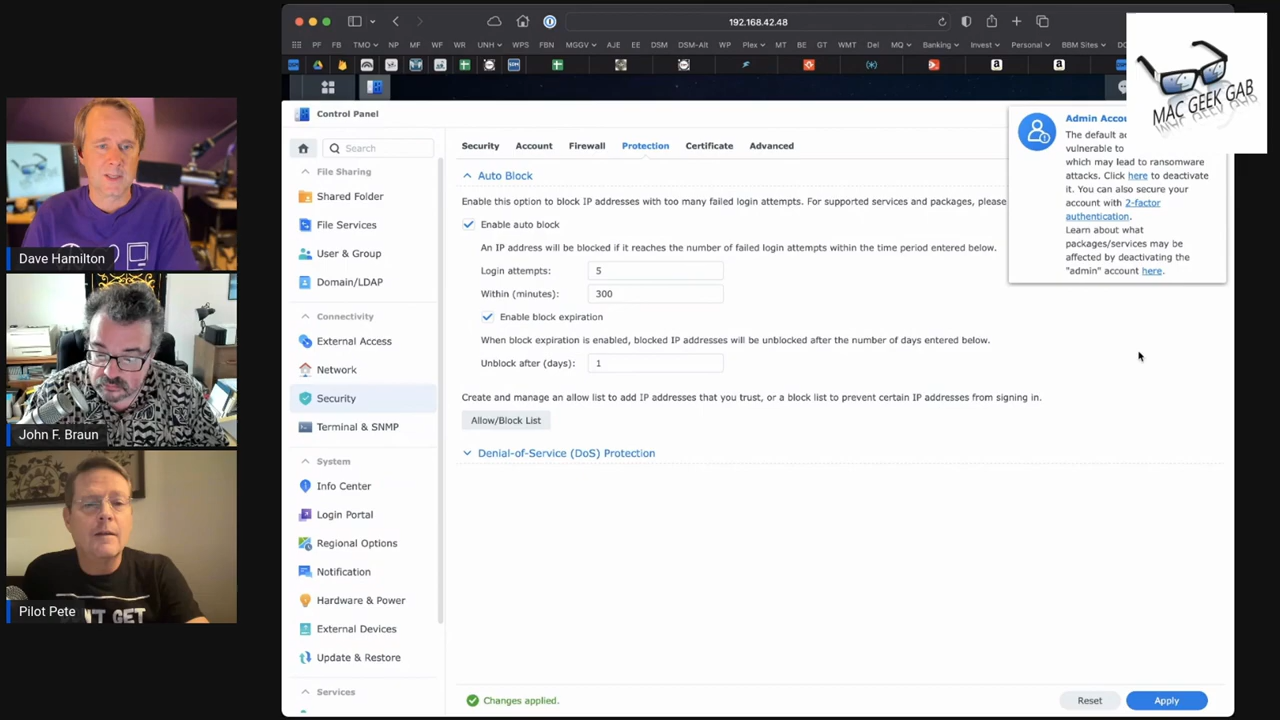 192.168.42.48
PF FB TMO NP MF WF WR UNH WPS FBN MGGV AJE EE DSM DSM-Alt WP Plex MT BE GT WMT Del MQ Banking Invest Personal BBM Sites
MAC GEEK GAB
Control Panel
Search
File Sharing
Shared Folder
File Services
User & Group
Domain/LDAP
Connectivity
External Access
Network
Security
Terminal & SNMP
System
Info Center
Login Portal
Regional Options
Notification
Hardware & Power
External Devices
Update & Restore
Services
Security Account Firewall Protection Certificate Advanced
Auto Block
Enable this option to block IP addresses with too many failed login attempts. For supported services and packages, please
Enable auto block
An IP address will be blocked if it reaches the number of failed login attempts within the time period entered below.
Login attempts: 5
Within (minutes): 300
Enable block expiration
When block expiration is enabled, blocked IP addresses will be unblocked after the number of days entered below.
Unblock after (days): 1
Create and manage an allow list to add IP addresses that you trust, or a block list to prevent certain IP addresses from signing in.
Allow/Block List
Denial-of-Service (DoS) Protection
Changes applied.
Reset Apply
Admin
The default
vulnerable to
which may lead to ransomware
attacks. Click here to deactivate
it. You can also secure your
account with 2-factor
authentication.
Learn about what
packages/services may be
affected by deactivating the
"admin" account here.
Dave Hamilton
John F. Braun
GET
Pilot Pete